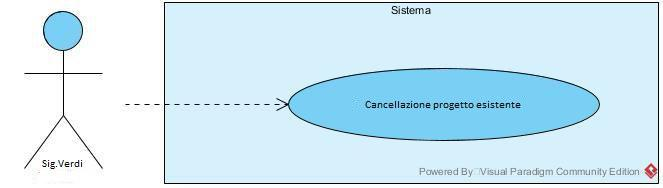 Sistema
Cancellazione progetto esistente
Sig.Verdi
Powered By Visual Paradigm Community Edition